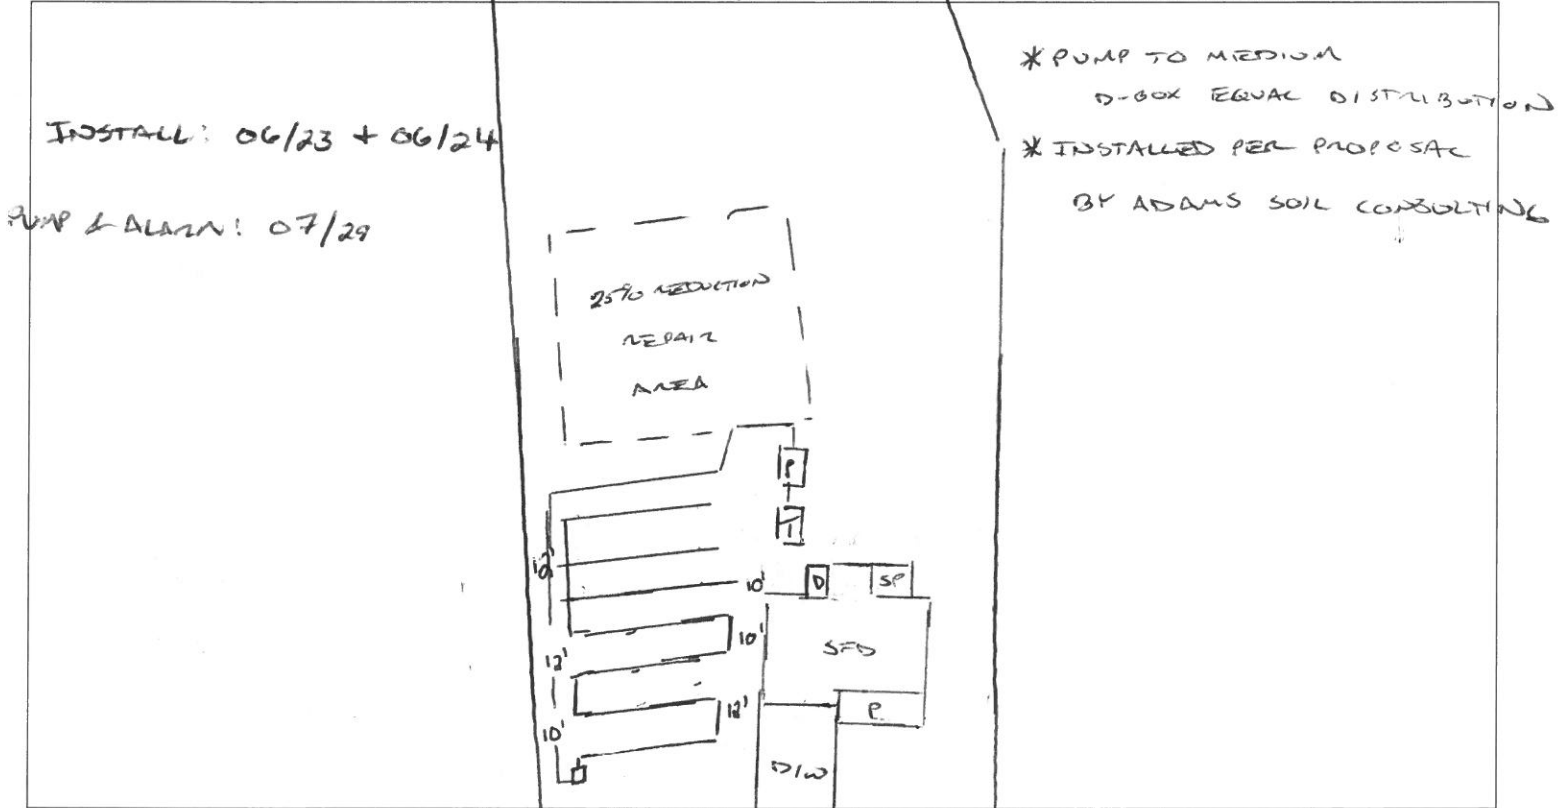 * PUMP TO MEDIUM
D-BOX EQUAL DISTRIBUTION
* INSTALLED PER PROPOSAL
BY ADAMS SOIL CONSULTING
INSTALL: 06/23 + 06/24
PUMP & ALARM: 07/29
25% REDUCTION
REPAIR
AREA
P
T
12'
10'
D
SP
10'
SFD
12'
12'
P
10'
D/W